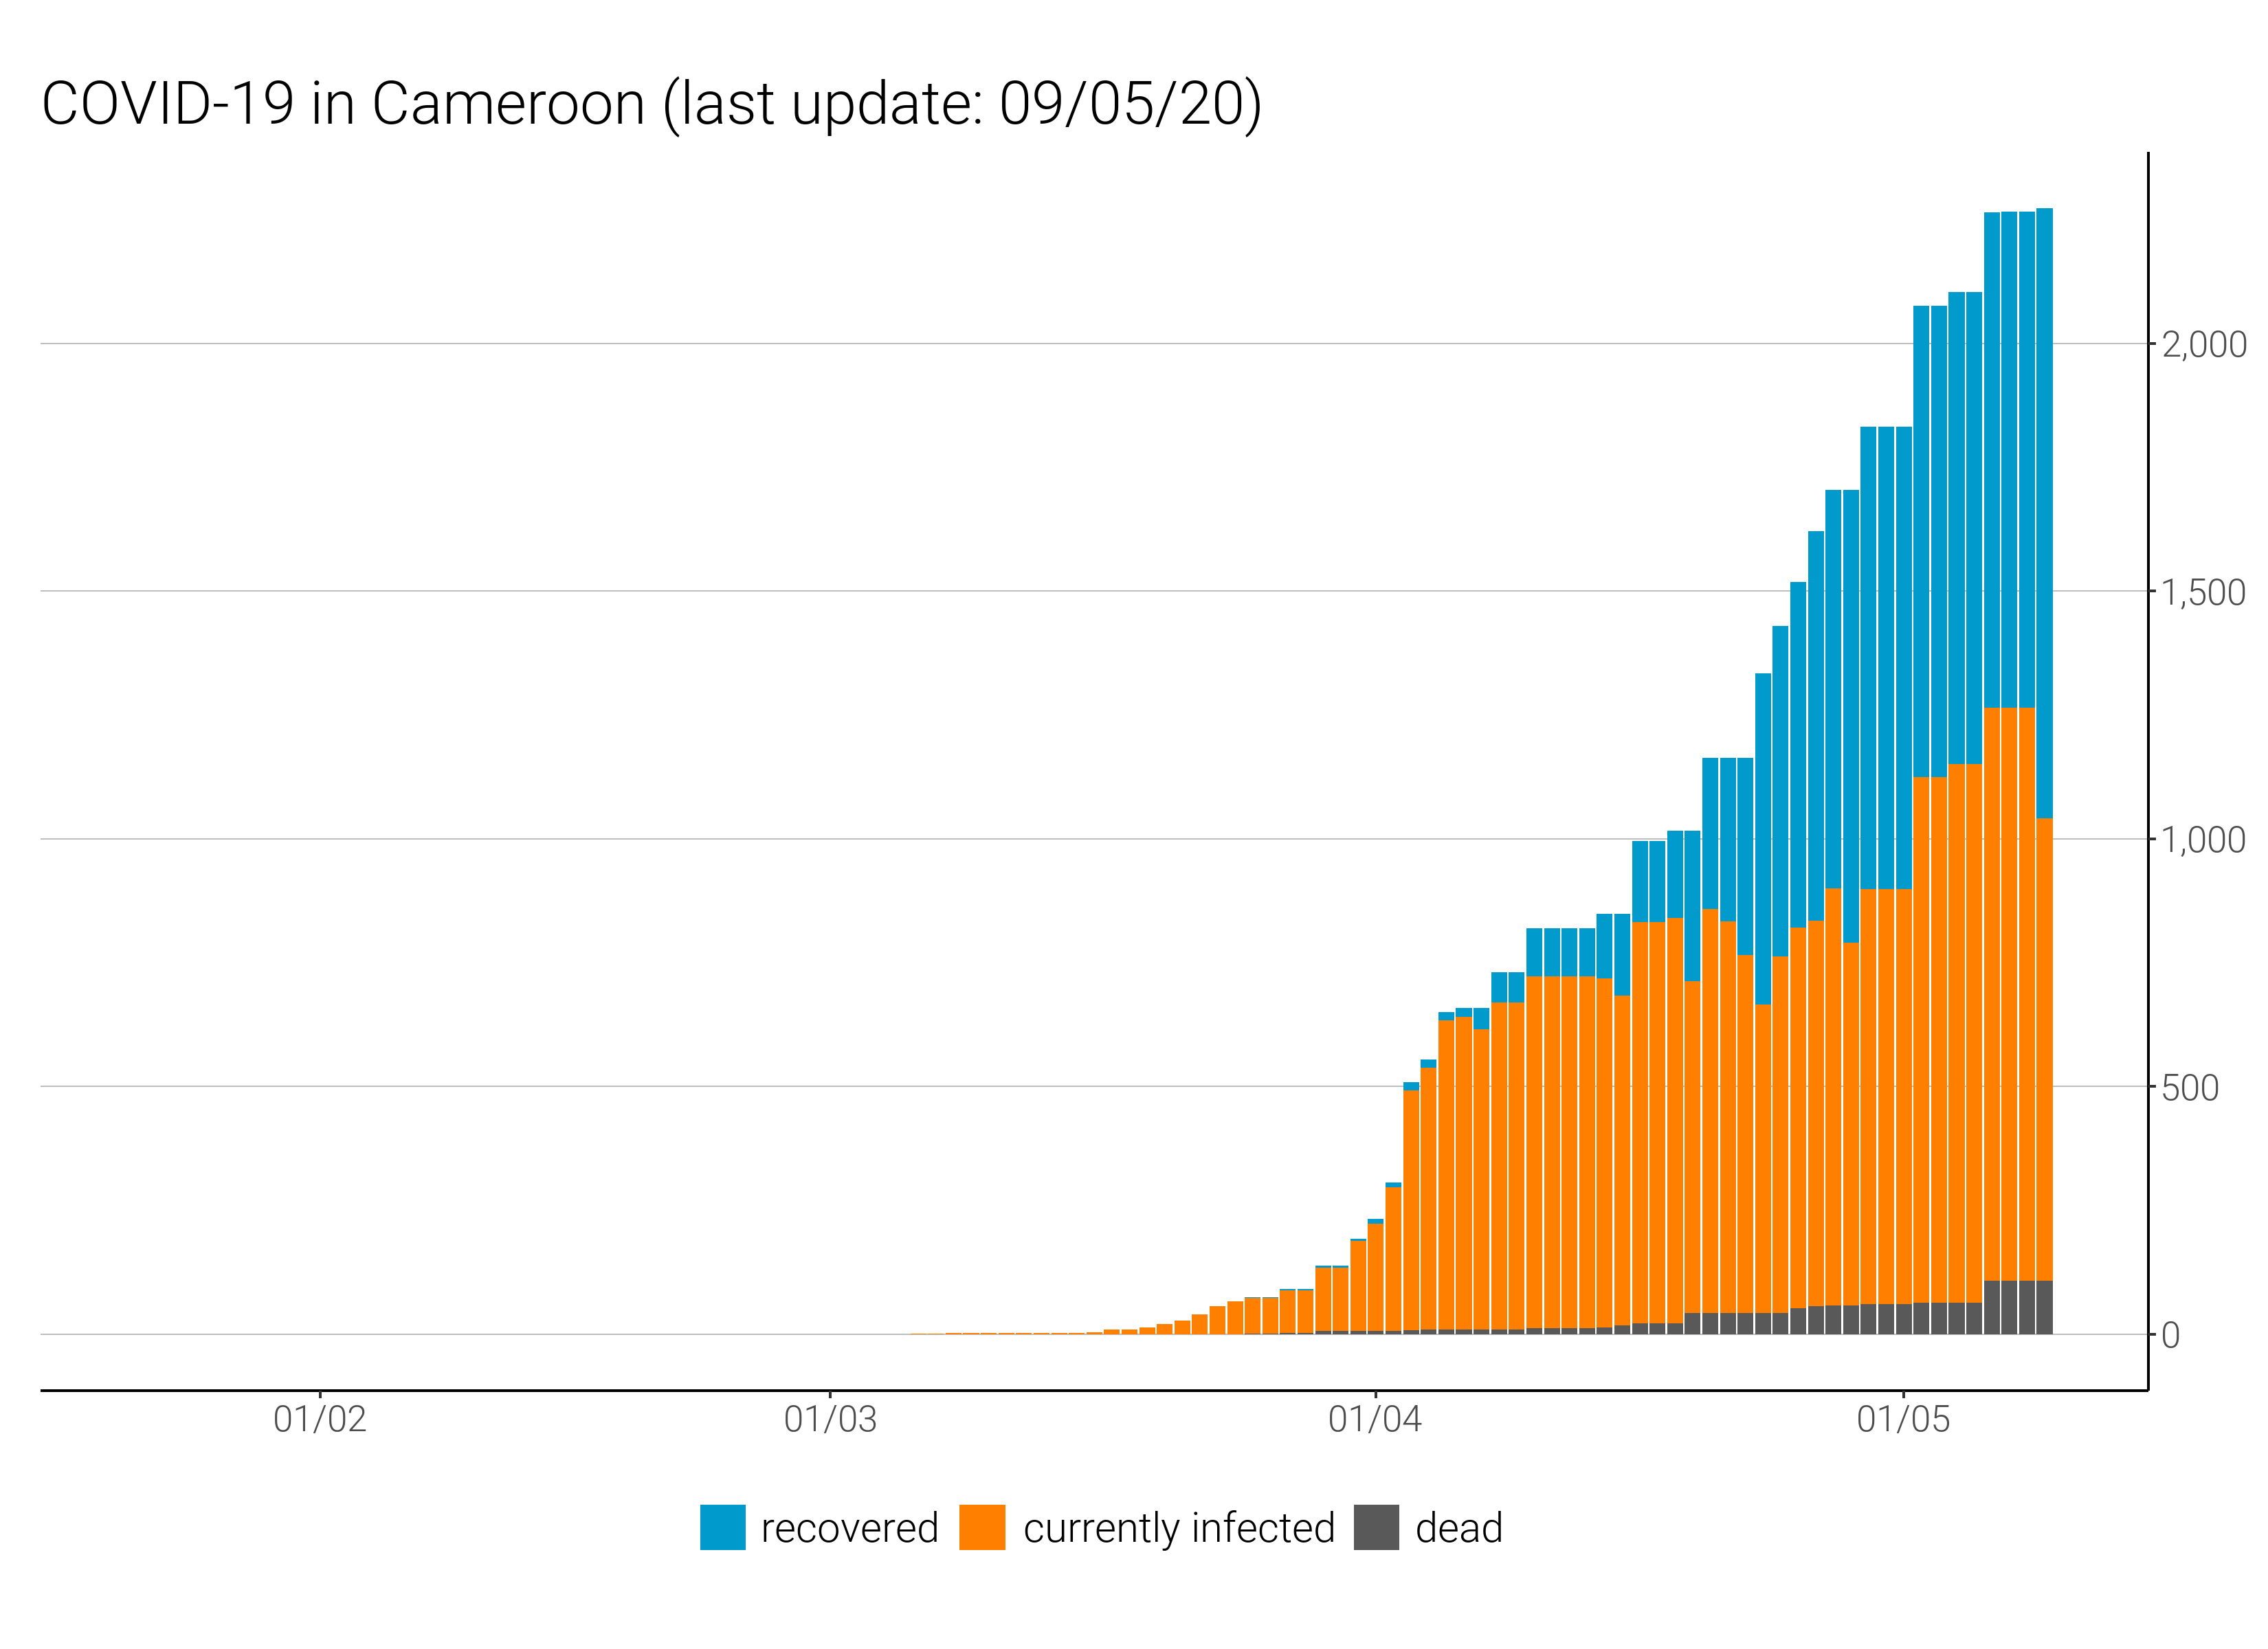 COVID-19 in Cameroon (last update: 09/05/20)
2,000
1,500
1,000
500
0
01/02 01/03 01/04 01/05
recovered currently infected dead